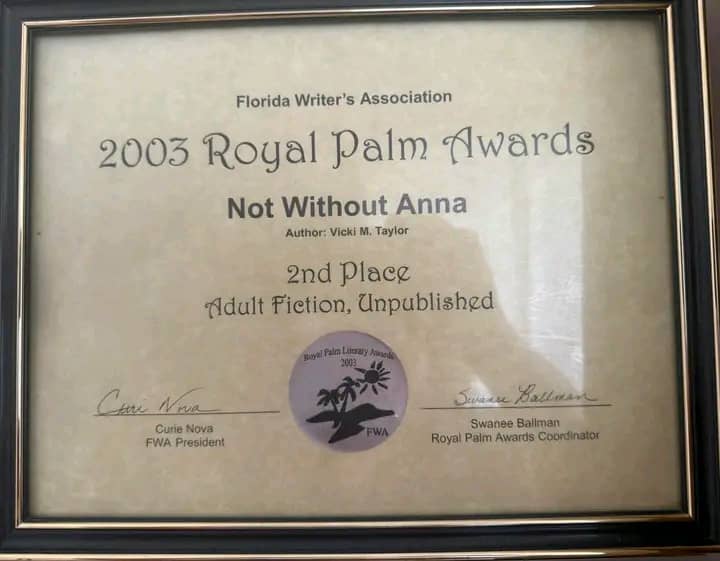 Florida Writer's Association
2003 Royal Palm Awards
Not Without Anna
Author: Vicki M. Taylor
2nd Place
Adult Fiction, Unpublished
Royal Palm Literary Awards
2003
FWA
Curi Nova
Curie Nova
FWA President
Swanee Ballman
Swanee Ballman
Royal Palm Awards Coordinator